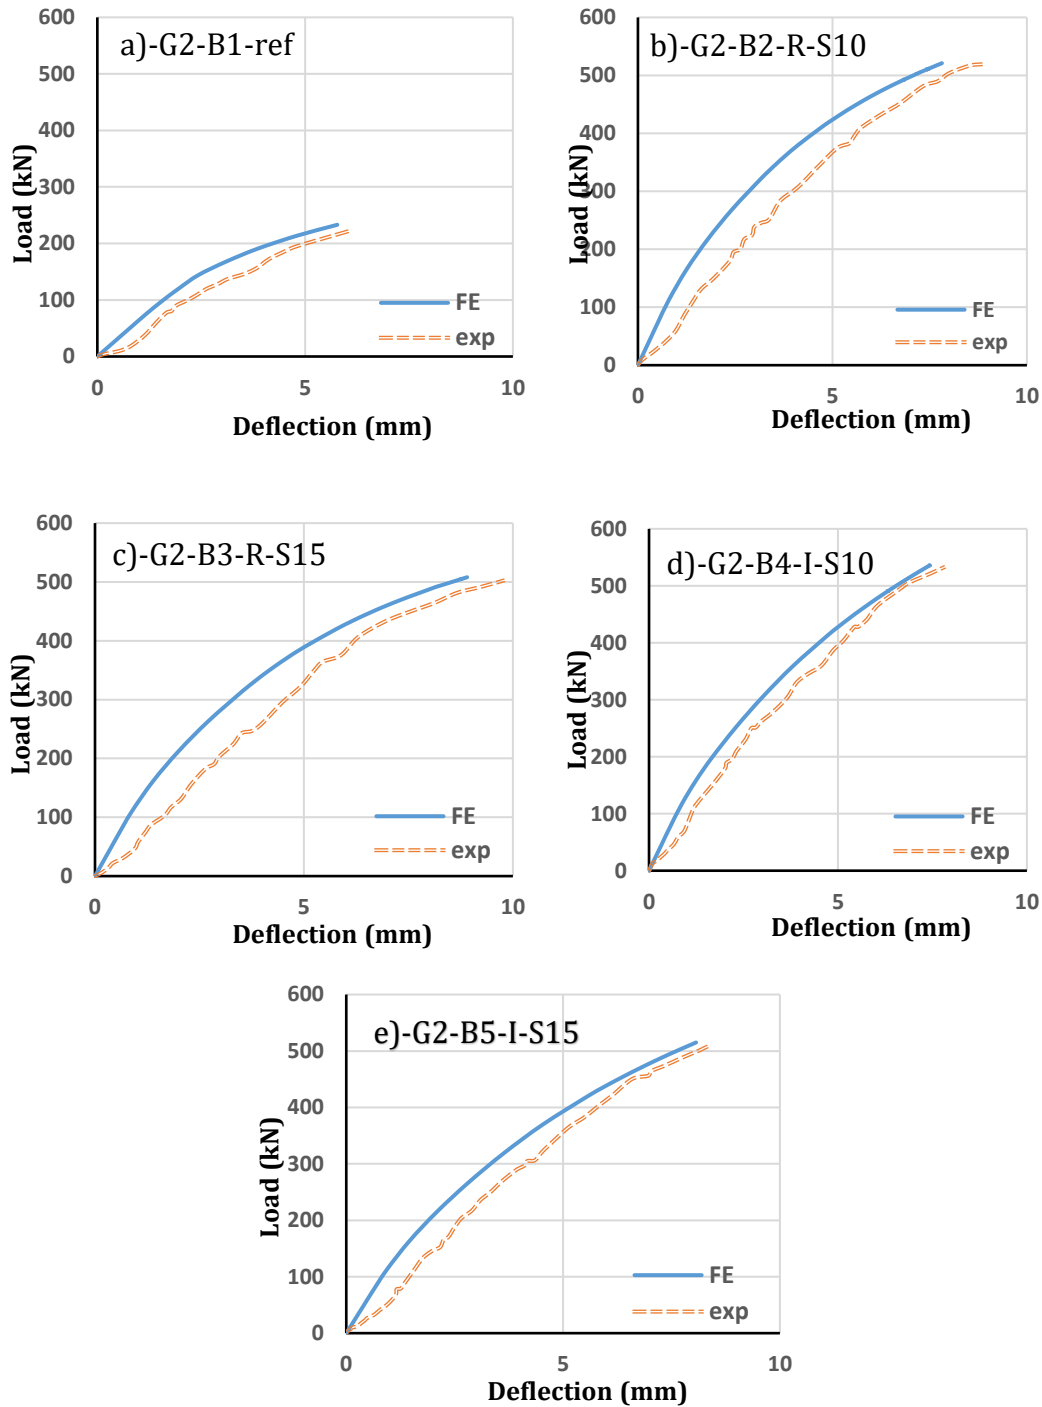 a)-G2-B1-ref
600
500
400
300
200
100
0
Load (kN)
FE
exp
0 5 10
Deflection (mm)
b)-G2-B2-R-S10
600
500
400
300
200
100
0
Load (kN)
FE
exp
0 5 10
Deflection (mm)
c)-G2-B3-R-S15
600
500
400
300
200
100
0
Load (kN)
FE
exp
0 5 10
Deflection (mm)
d)-G2-B4-I-S10
600
500
400
300
200
100
0
Load (kN)
FE
exp
0 5 10
Deflection (mm)
e)-G2-B5-I-S15
600
500
400
300
200
100
0
Load (kN)
FE
exp
0 5 10
Deflection (mm)